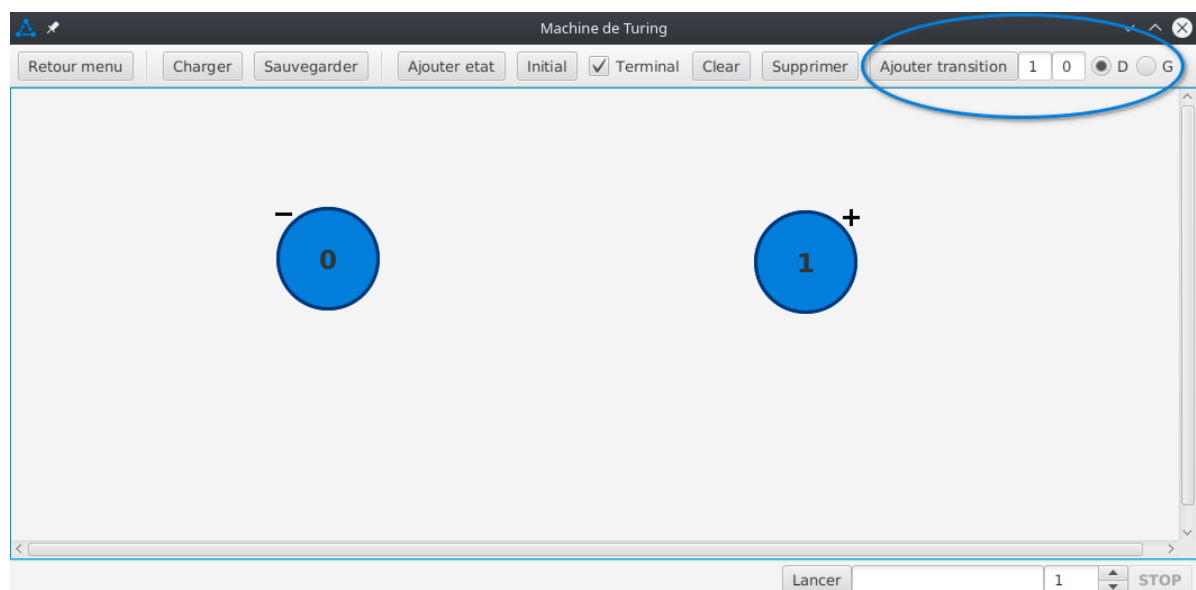 Machine de Turing
Retour menu Charger Sauvegarder Ajouter etat Initial Terminal Clear Supprimer Ajouter transition 1 0 D G
− +
0 1
Lancer 1 STOP